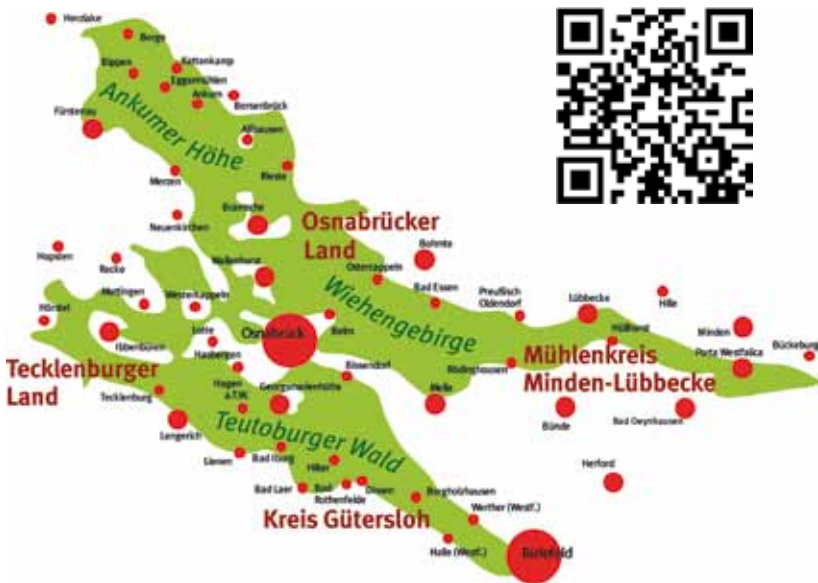 Herzlake
Berge
Bippen
Kattenkamp
Eggermühlen
Ankum
Bersenbrück
Fürstenau
Ankumer Höhe
Alfhausen
Merzen
Rieste
Neuenkirchen
Bramsche
Osnabrücker
Land
Bohmte
Hopsten
Recke
Wallenhorst
Ostercappeln
Mettingen
Westerkappeln
Bad Essen
Preußisch
Oldendorf
Lübbecke
Hille
Hörstel
Wiehengebirge
Ibbenbüren
Lotte
Osnabrück
Belm
Hüllhorst
Minden
Bückeburg
Hasbergen
Porta Westfalica
Tecklenburger
Land
Bissendorf
Rödinghausen
Mühlenkreis
Minden-Lübbecke
Tecklenburg
Hagen
a.T.W.
Georgsmarienhütte
Melle
Lengerich
Teutoburger Wald
Bünde
Bad Oeynhausen
Lienen
Bad Iburg
Hilter
Herford
Bad Laer
Bad
Rothenfelde
Dissen
Borgholzhausen
Kreis Gütersloh
Werther (Westf.)
Halle (Westf.)
Bielefeld